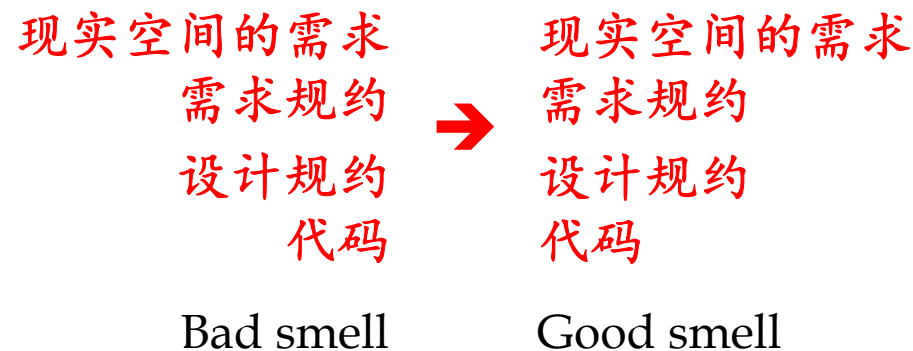 现实空间的需求
需求规约
设计规约
代码
Bad smell
➔
现实空间的需求
需求规约
设计规约
代码
Good smell